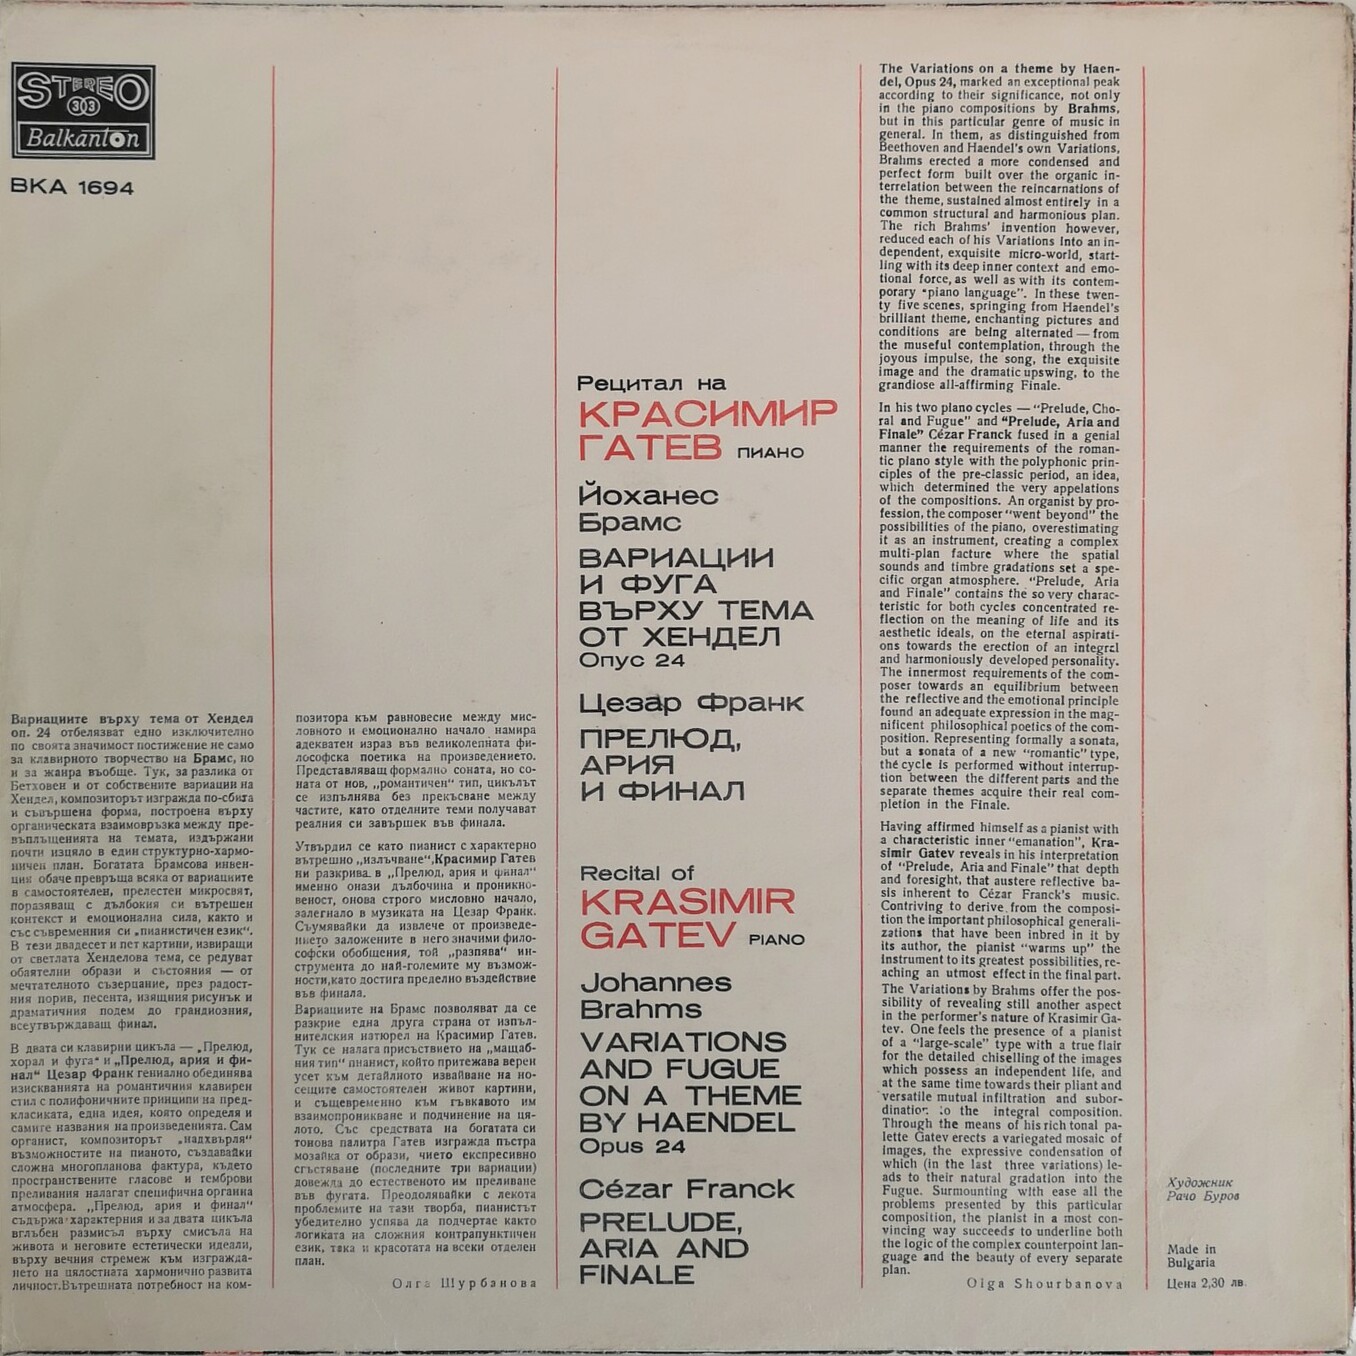 STEREO
303
Balkanton
ВКА 1694
Вариациите върху тема от Хендел
оп. 24 отбелязват едно изключително
по своята значимост постижение не само
за клавирното творчество на Брамс, но
и за жанра въобще. Тук, за разлика от
Бетховен и от собствените вариации на
Хендел, композиторът изгражда по-сбита
и съвършена форма, построена върху
органическата взаимовръзка между пре-
въплъщенията на темата, издържани
почти изцяло в един структурно-хармо-
ничен план. Богатата Брамсова инвен-
ция обаче превръща всяка от вариациите
в самостоятелен, прелестен микросвят,
поразяващ с дълбокия си вътрешен
контекст и емоционална сила, както и
със съвременния си „пианистичен език“.
В тези двадесет и пет картини, извиращи
от светлата Хенделова тема, се редуват
обаятелни образи и състояния — от
мечтателното съзерцание, през радост-
ния порив, песента, изящния рисунък и
драматичния подем до грандиозния,
всеутвърждаващ финал.
В двата си клавирни цикъла — „Прелюд,
хорал и фуга“ и „Прелюд, ария и фи-
нал“ Цезар Франк гениално обединява
изискванията на романтичния клавирен
стил с полифоничните принципи на пред-
класиката, една идея, която определя и
самите названия на произведенията. Сам
органист, композиторът „надхвърля“
възможностите на пианото, създавайки
сложна многопланова фактура, където
пространствените гласове и темброви
преливания налагат специфична органна
атмосфера. „Прелюд, ария и финал“
съдържа характерния и за двата цикъла
вглъбен размисъл върху смисъла на
живота и неговите естетически идеали,
върху вечния стремеж към изгражда-
нето на цялостната хармонично развита
личност. Вътрешната потребност на ком-
позитора към равновесие между мис-
ловното и емоционално начало намира
адекватен израз във великолепната фи-
лософска поетика на произведението.
Представляващ формално соната, но со-
ната от нов, „романтичен“ тип, цикълът
се изпълнява без прекъсване между
частите, като отделните теми получават
реалния си завършек във финала.
Утвърдил се като пианист с характерно
вътрешно „излъчване“, Красимир Гатев
ни разкрива в „Прелюд, ария и финал“
именно онази дълбочина и проникно-
веност, онова строго мисловно начало,
залегнало в музиката на Цезар Франк.
Съумявайки да извлече от произведе-
нието заложените в него значими фило-
софски обобщения, той „разпява“ ин-
струмента до най-големите му възмож-
ности, като достига пределно въздействие
във финала.
Вариациите на Брамс позволяват да се
разкрие една друга страна от изпъл-
нителския натюрел на Красимир Гатев.
Тук се налага присъствието на „мащаб-
ния тип“ пианист, който притежава верен
усет към детайлното извайване на но-
сещите самостоятелен живот картини,
и същевременно към гъвкавото им
взаимопроникване и подчинение на ця-
лото. Със средствата на богатата си
тонова палитра Гатев изгражда пъстра
мозайка от образи, чието експресивно
сгъстяване (последните три вариации)
довежда до естественото им преливане
във фугата. Преодолявайки с лекота
проблемите на тази творба, пианистът
убедително успява да подчертае както
логиката на сложния контрапунктичен
език, така и красотата на всеки отделен
план.
Олга Шурбанова
Рецитал на
КРАСИМИР
ГАТЕВ ПИАНО
Йоханес
Брамс
ВАРИАЦИИ
И ФУГА
ВЪРХУ ТЕМА
ОТ ХЕНДЕЛ
Опус 24
Цезар Франк
ПРЕЛЮД,
АРИЯ
И ФИНАЛ
Recital of
KRASIMIR
GATEV PIANO
Johannes
Brahms
VARIATIONS
AND FUGUE
ON A THEME
BY HAENDEL
Opus 24
Cézar Franck
PRELUDE,
ARIA AND
FINALE
The Variations on a theme by Haen-
del, Opus 24, marked an exceptional peak
according to their significance, not only
in the piano compositions by Brahms,
but in this particular genre of music in
general. In them, as distinguished from
Beethoven and Haendel's own Variations,
Brahms erected a more condensed and
perfect form built over the organic in-
terrelation between the reincarnations of
the theme, sustained almost entirely in a
common structural and harmonious plan.
The rich Brahms' invention however,
reduced each of his Variations into an in-
dependent, exquisite micro-world, start-
ling with its deep inner context and emo-
tional force, as well as with its contem-
porary “piano language”. In these twen-
ty five scenes, springing from Haendel's
brilliant theme, enchanting pictures and
conditions are being alternated — from
the museful contemplation, through the
joyous impulse, the song, the exquisite
image and the dramatic upswing, to the
grandiose all-affirming Finale.
In his two piano cycles — “Prelude, Cho-
ral and Fugue” and “Prelude, Aria and
Finale” Cézar Franck fused in a genial
manner the requirements of the roman-
tic piano style with the polyphonic prin-
ciples of the pre-classic period, an idea,
which determined the very appelations
of the compositions. An organist by pro-
fession, the composer “went beyond” the
possibilities of the piano, overestimating
it as an instrument, creating a complex
multi-plan facture where the spatial
sounds and timbre gradations set a spe-
cific organ atmosphere. “Prelude, Aria
and Finale” contains the so very charac-
teristic for both cycles concentrated re-
flection on the meaning of life and its
aesthetic ideals, on the eternal aspirati-
ons towards the erection of an integral
and harmoniously developed personality.
The innermost requirements of the com-
poser towards an equilibrium between
the reflective and the emotional principle
found an adequate expression in the mag-
nificent philosophical poetics of the com-
position. Representing formally a sonata,
but a sonata of a new “romantic” type,
the cycle is performed without interrup-
tion between the different parts and the
separate themes acquire their real com-
pletion in the Finale.
Having affirmed himself as a pianist with
a characteristic inner “emanation”, Kra-
simir Gatev reveals in his interpretation
of “Prelude, Aria and Finale” that depth
and foresight, that austere reflective ba-
sis inherent to Cézar Franck's music.
Contriving to derive from the composi-
tion the important philosophical generali-
zations that have been inbred in it by
its author, the pianist “warms up” the
instrument to its greatest possibilities, re-
aching an utmost effect in the final part.
The Variations by Brahms offer the pos-
sibility of revealing still another aspect
in the performer's nature of Krasimir Ga-
tev. One feels the presence of a pianist
of a “large-scale” type with a true flair
for the detailed chiselling of the images
which possess an independent life, and
at the same time towards their pliant and
versatile mutual infiltration and subor-
dination to the integral composition.
Through the means of his rich tonal pa-
lette Gatev erects a variegated mosaic of
images, the expressive condensation of
which (in the last three variations) le-
ads to their natural gradation into the
Fugue. Surmounting with ease all the
problems presented by this particular
composition, the pianist in a most con-
vincing way succeeds to underline both
the logic of the complex counterpoint lan-
guage and the beauty of every separate
plan.
Olga Shourbanova
Художник
Рачо Буров
Made in
Bulgaria
Цена 2,30 лв.